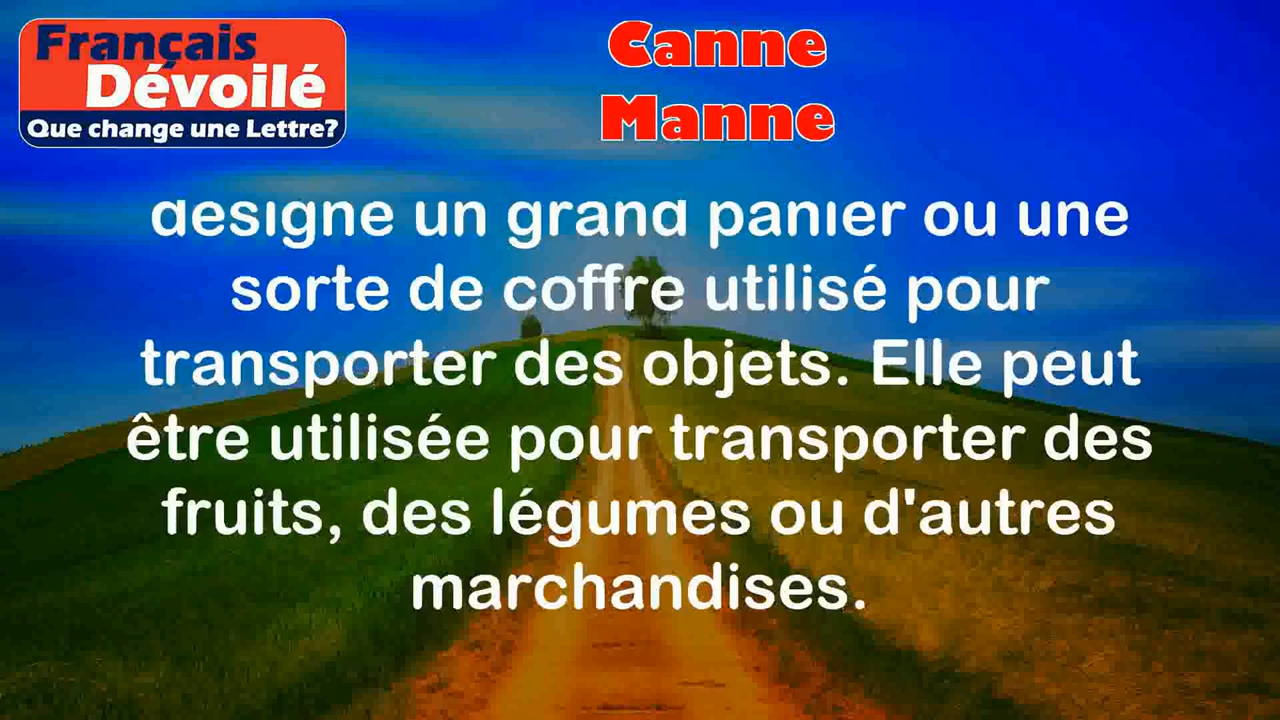 Français
Dévoilé
Que change une Lettre?
Canne
Manne
désigne un grand panier ou une
sorte de coffre utilisé pour
transporter des objets. Elle peut
être utilisée pour transporter des
fruits, des légumes ou d'autres
marchandises.